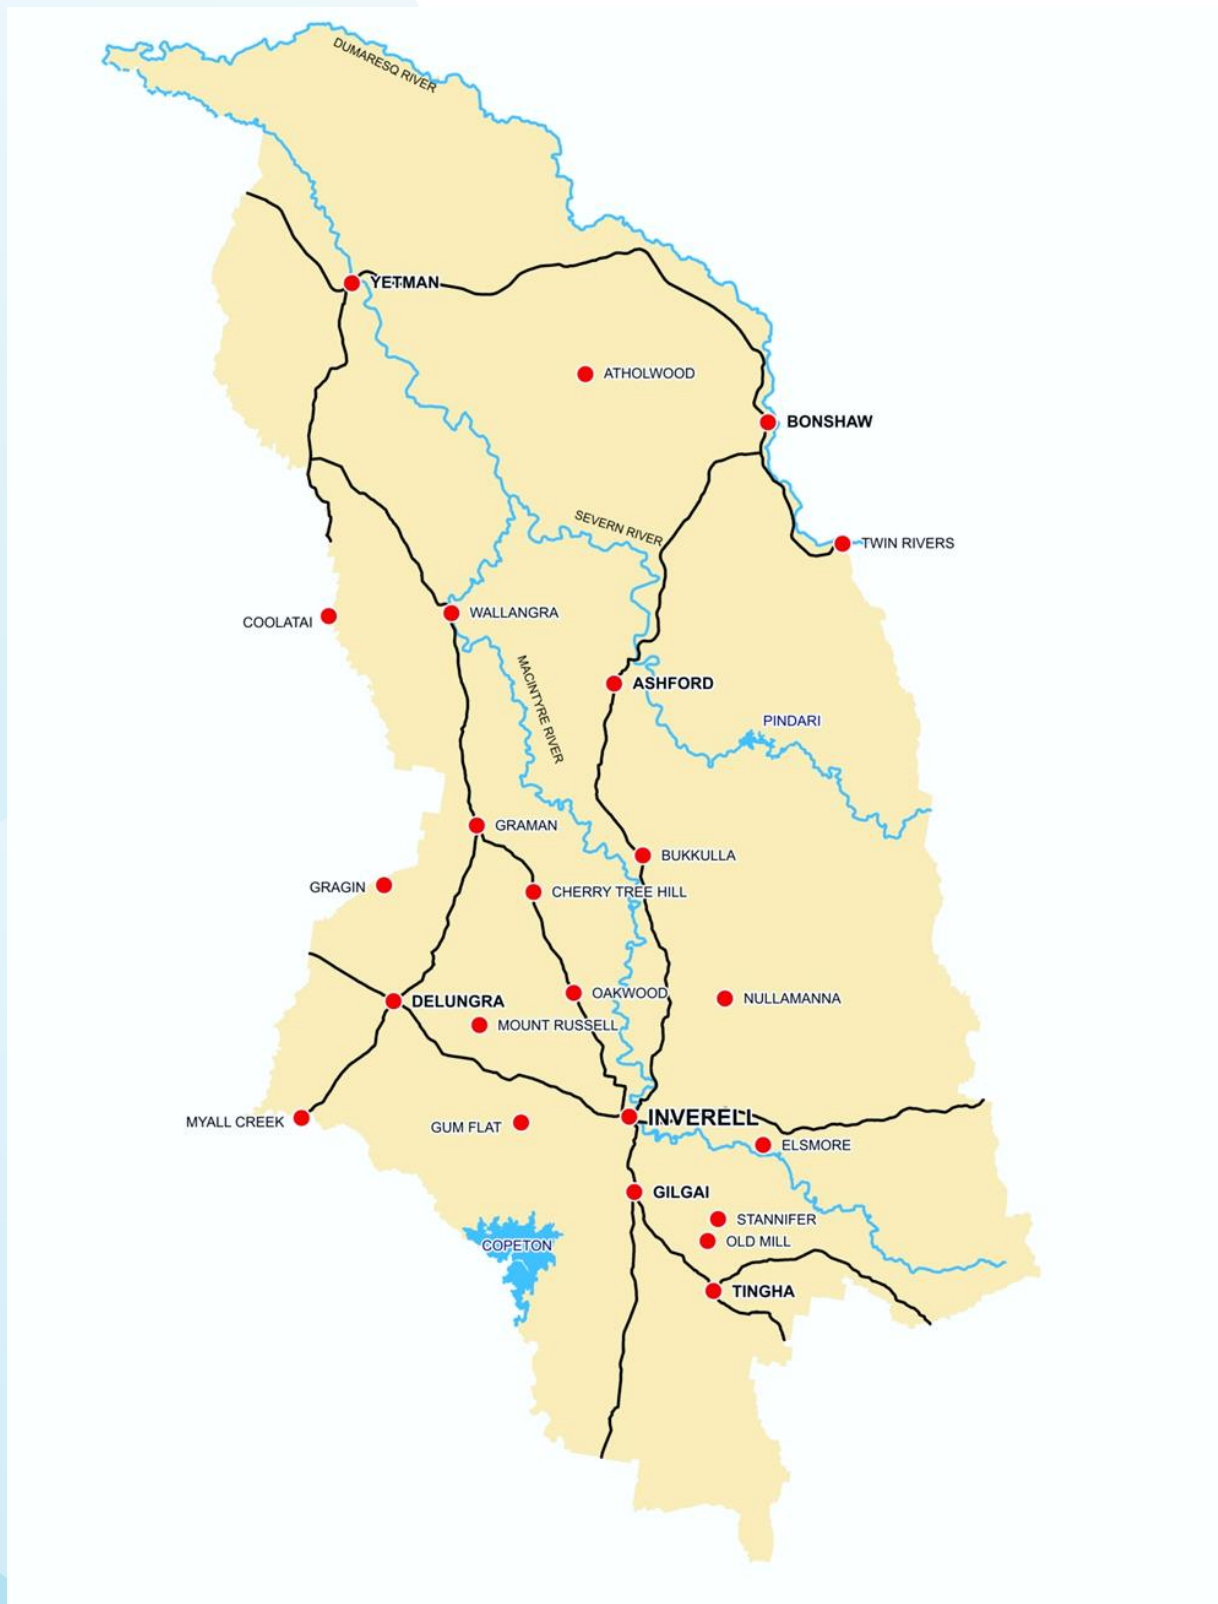 DUMARESQ RIVER
YETMAN
ATHOLWOOD
BONSHAW
SEVERN RIVER
TWIN RIVERS
WALLANGRA
COOLATAI
MACINTYRE RIVER
ASHFORD
PINDARI
GRAMAN
BUKKULLA
GRAGIN
CHERRY TREE HILL
OAKWOOD
NULLAMANNA
DELUNGRA
MOUNT RUSSELL
MYALL CREEK
GUM FLAT
INVERELL
ELSMORE
GILGAI
STANNIFER
OLD MILL
COPETON
TINGHA